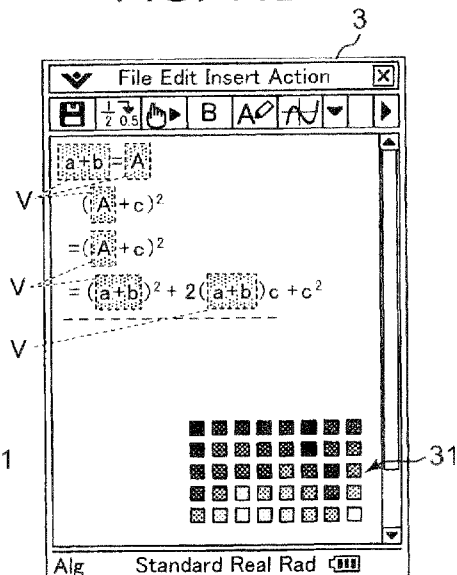 3
File Edit Insert Action
1/2 0.5 B A
a+b=A
V (A+c)²
=(A+c)²
V = (a+b)² + 2(a+b)c +c²
V
1 31
Alg Standard Real Rad